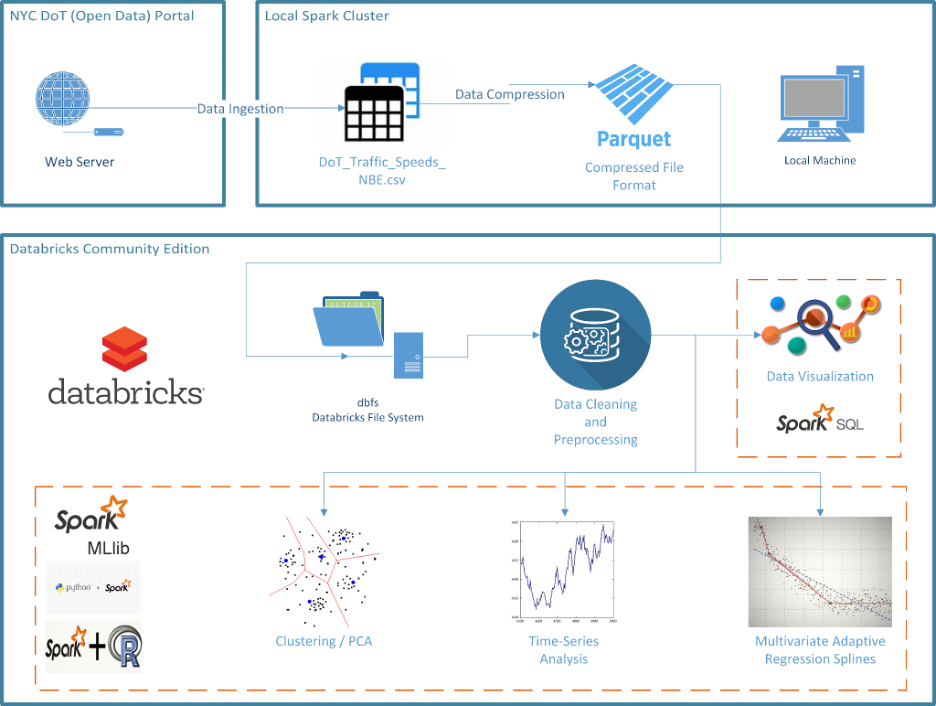 NYC DoT (Open Data) Portal
Web Server
Data Ingestion
Local Spark Cluster
DoT_Traffic_Speeds_
NBE.csv
Data Compression
Parquet
Compressed File
Format
Local Machine
Databricks Community Edition
databricks
dbfs
Databricks File System
Data Cleaning
and
Preprocessing
Data Visualization
Spark SQL
Spark
MLlib
python + Spark
Spark + R
Clustering / PCA
Time-Series
Analysis
Multivariate Adaptive
Regression Splines